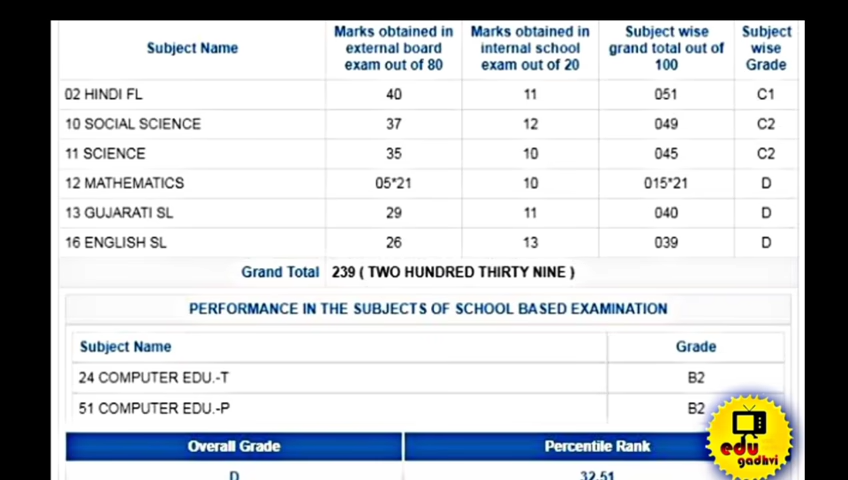 Subject Name | Marks obtained in external board exam out of 80 | Marks obtained in internal school exam out of 20 | Subject wise grand total out of 100 | Subject wise Grade
02 HINDI FL | 40 | 11 | 051 | C1
10 SOCIAL SCIENCE | 37 | 12 | 049 | C2
11 SCIENCE | 35 | 10 | 045 | C2
12 MATHEMATICS | 05*21 | 10 | 015*21 | D
13 GUJARATI SL | 29 | 11 | 040 | D
16 ENGLISH SL | 26 | 13 | 039 | D
Grand Total 239 ( TWO HUNDRED THIRTY NINE )
PERFORMANCE IN THE SUBJECTS OF SCHOOL BASED EXAMINATION
Subject Name | Grade
24 COMPUTER EDU.-T | B2
51 COMPUTER EDU.-P | B2
Overall Grade | Percentile Rank
D | 32.51
edu
gadhvi